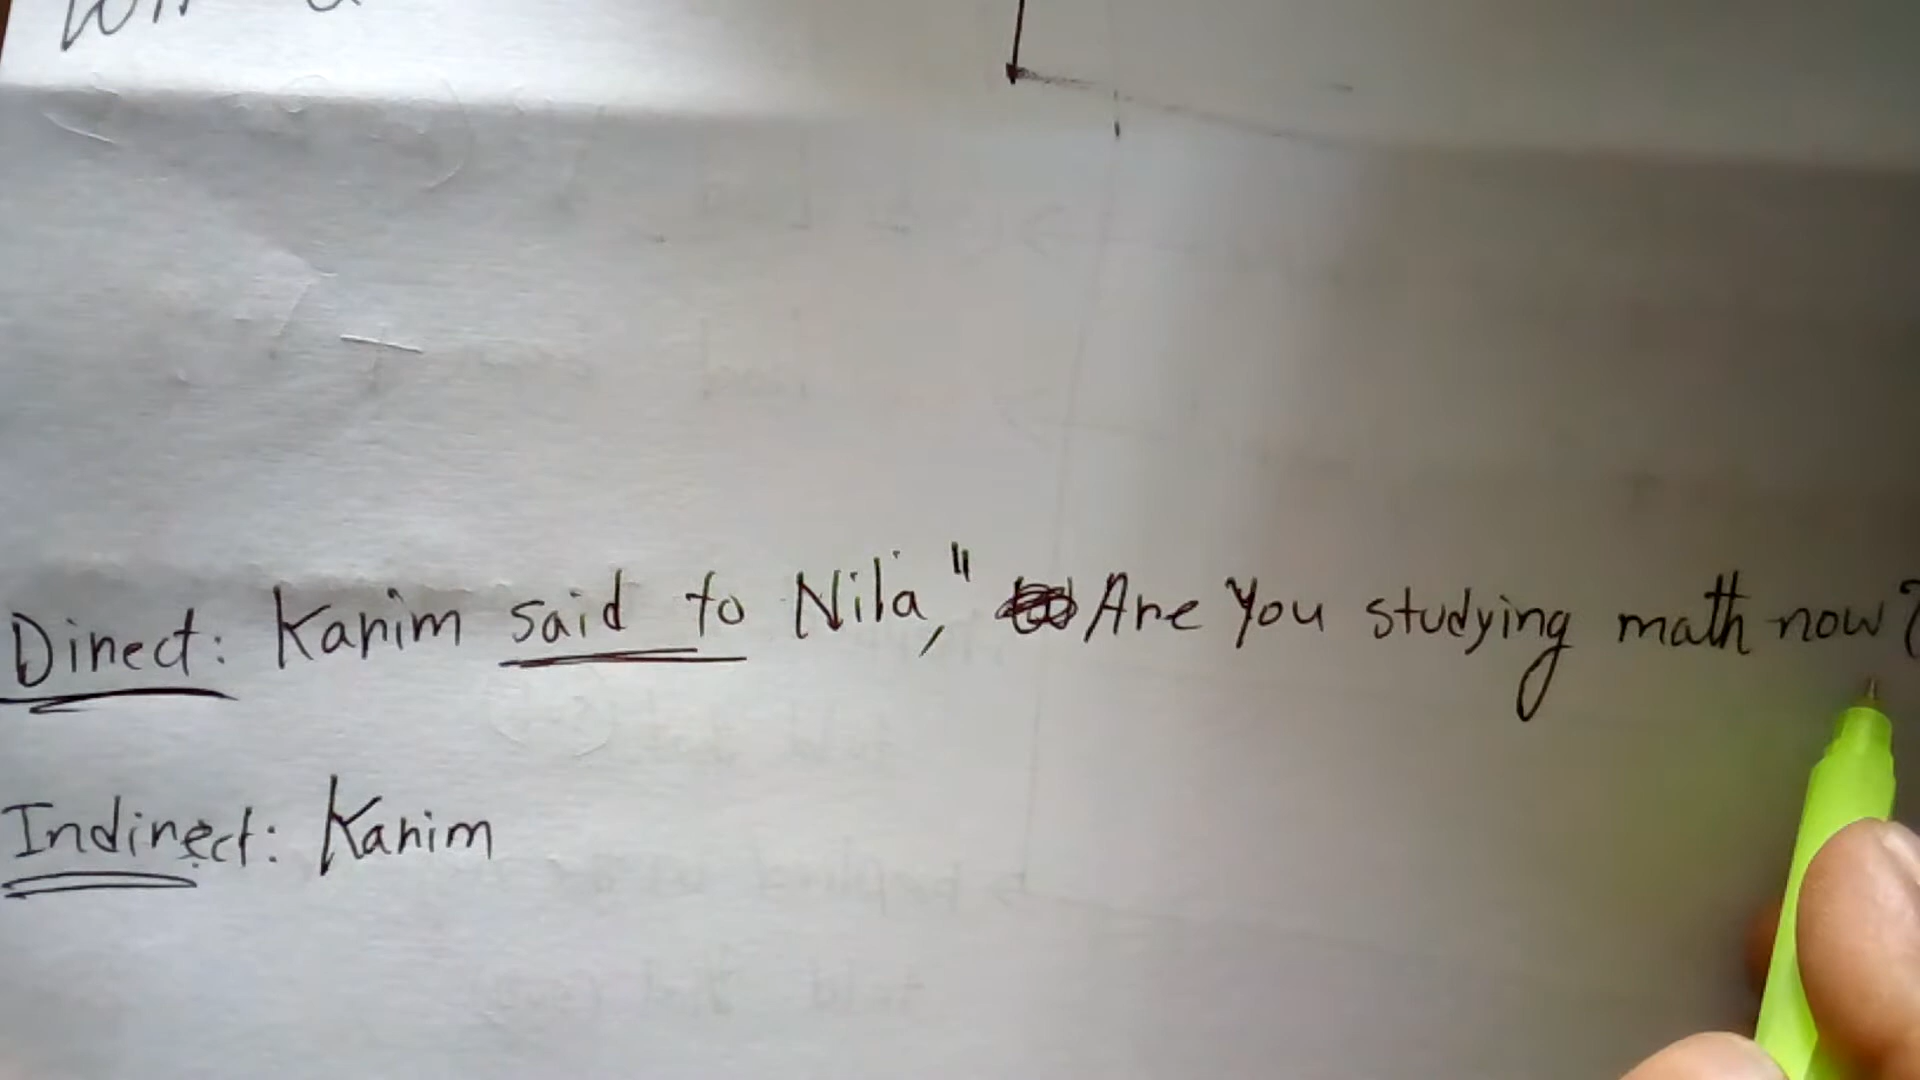 Direct: Karim said to Nila," Are You studying math now?
Indirect: Karim